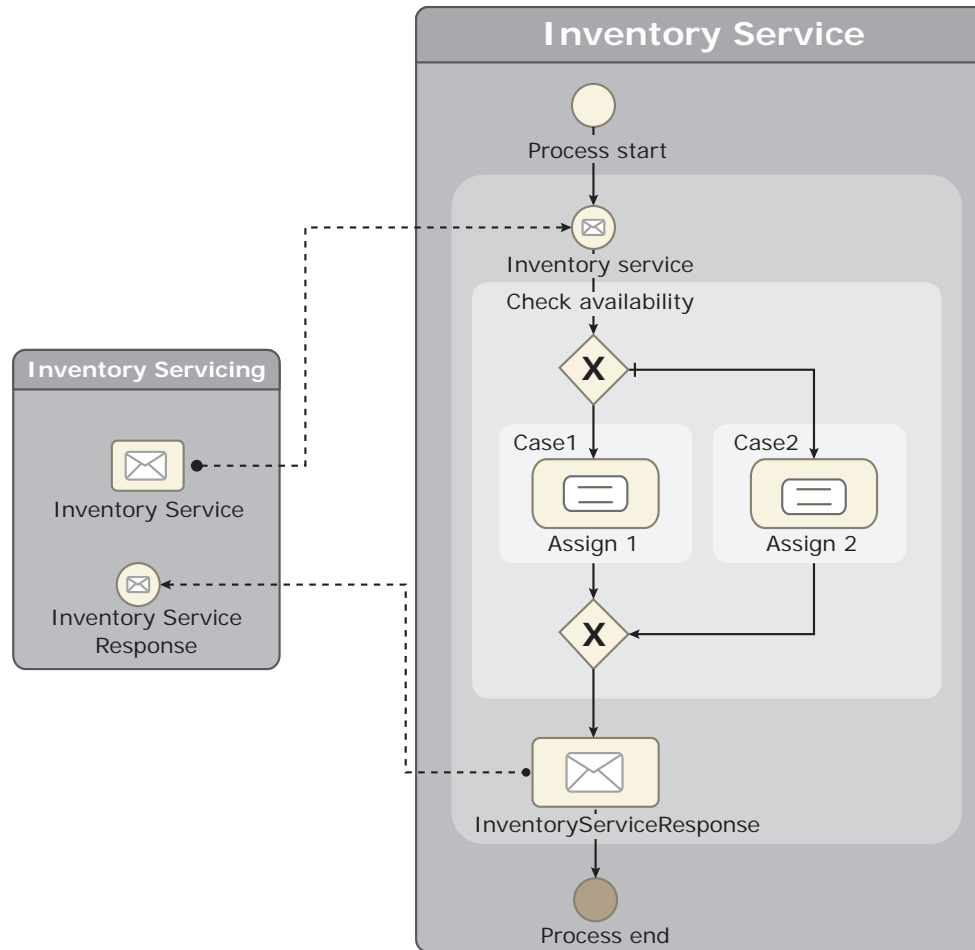 Inventory Service
Process start
Inventory service
Check availability
Inventory Servicing
X
Case1
Case2
Inventory Service
Assign 1
Assign 2
Inventory Service
Response
X
InventoryServiceResponse
Process end